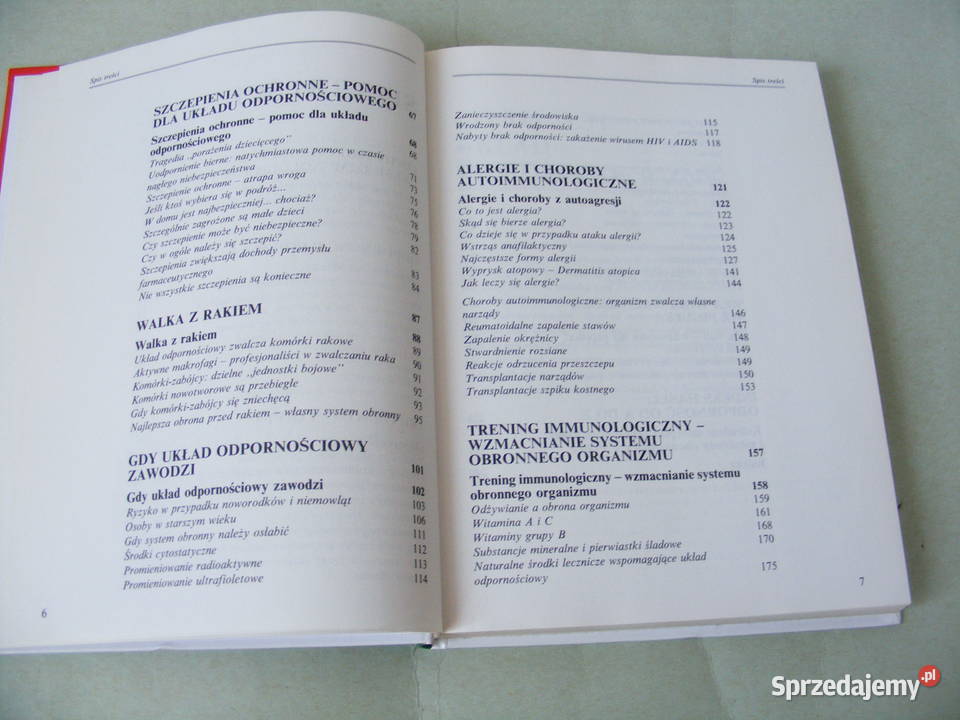 Spis treści
SZCZEPIENIA OCHRONNE – POMOC
DLA UKŁADU ODPORNOŚCIOWEGO 67
Szczepienia ochronne – pomoc dla układu
odpornościowego 68
Tragedia „porażenia dziecięcego” 68
Uodpornienie bierne: natychmiastowa pomoc w czasie
nagłego niebezpieczeństwa 71
Szczepienie ochronne – atrapa wroga 73
Jeśli ktoś wybiera się w podróż... 75
W domu jest najbezpieczniej... chociaż? 76
Szczególnie zagrożone są małe dzieci 78
Czy szczepienie może być niebezpieczne? 79
Czy w ogóle należy się szczepić? 82
Szczepienia zwiększają dochody przemysłu
farmaceutycznego 83
Nie wszystkie szczepienia są konieczne 84
WALKA Z RAKIEM 87
Walka z rakiem 88
Układ odpornościowy zwalcza komórki rakowe 89
Aktywne makrofagi – profesjonaliści w zwalczaniu raka 90
Komórki-zabójcy: dzielne „jednostki bojowe” 91
Komórki nowotworowe są przebiegłe 92
Gdy komórki-zabójcy się zniechęcą 93
Najlepsza obrona przed rakiem – własny system obronny 95
GDY UKŁAD ODPORNOŚCIOWY
ZAWODZI 101
Gdy układ odpornościowy zawodzi 102
Ryzyko w przypadku noworodków i niemowląt 103
Osoby w starszym wieku 106
Gdy system obronny należy osłabić 111
Środki cytostatyczne 112
Promieniowanie radioaktywne 113
Promieniowanie ultrafioletowe 114
6
Spis treści
Zanieczyszczenie środowiska 115
Wrodzony brak odporności 117
Nabyty brak odporności: zakażenie wirusem HIV i AIDS 118
ALERGIE I CHOROBY
AUTOIMMUNOLOGICZNE 121
Alergie i choroby z autoagresji 122
Co to jest alergia? 122
Skąd się bierze alergia? 123
Co dzieje się w przypadku ataku alergii? 124
Wstrząs anafilaktyczny 125
Najczęstsze formy alergii 127
Wyprysk atopowy – Dermatitis atopica 141
Jak leczy się alergie? 144
Choroby autoimmunologiczne: organizm zwalcza własne
narządy 146
Reumatoidalne zapalenie stawów 147
Zapalenie okrężnicy 148
Stwardnienie rozsiane 149
Reakcje odrzucenia przeszczepu 149
Transplantacje narządów 150
Transplantacje szpiku kostnego 153
TRENING IMMUNOLOGICZNY –
WZMACNIANIE SYSTEMU
OBRONNEGO ORGANIZMU 157
Trening immunologiczny – wzmacnianie systemu
obronnego organizmu 158
Odżywianie a obrona organizmu 159
Witamina A i C 161
Witaminy grupy B 168
Substancje mineralne i pierwiastki śladowe 170
Naturalne środki lecznicze wspomagające układ
odpornościowy 175
7
Sprzedajemy.pl